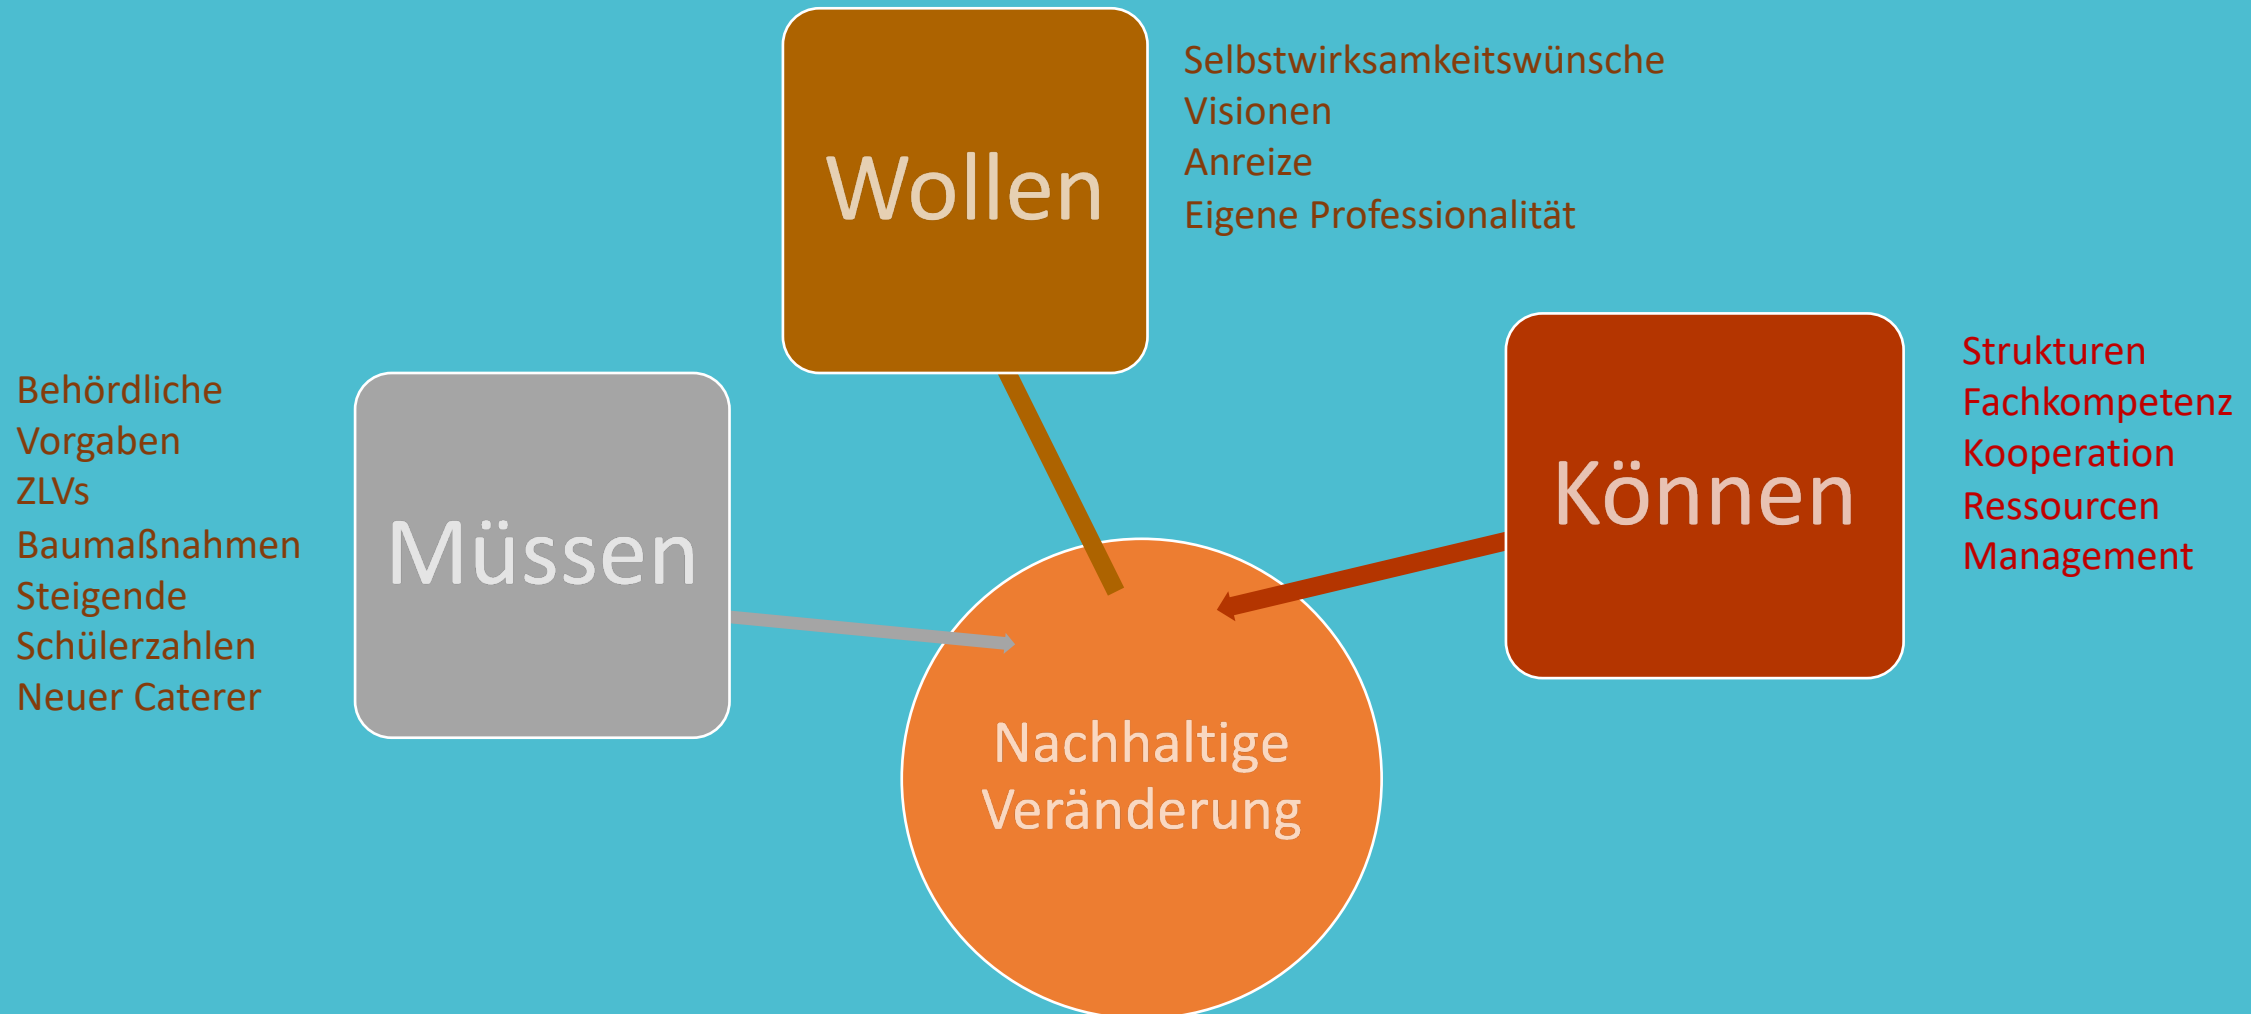 Wollen
Selbstwirksamkeitswünsche
Visionen
Anreize
Eigene Professionalität
Behördliche
Vorgaben
ZLVs
Baumaßnahmen
Steigende
Schülerzahlen
Neuer Caterer
Müssen
Können
Strukturen
Fachkompetenz
Kooperation
Ressourcen
Management
Nachhaltige
Veränderung